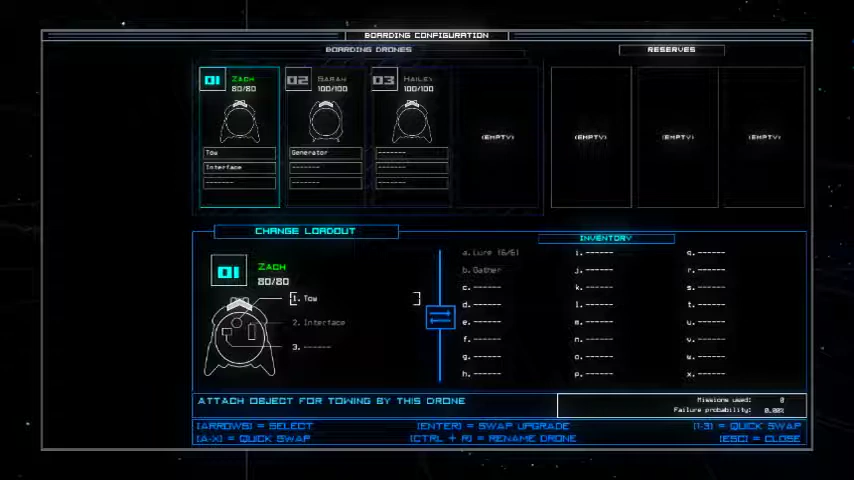 BOARDING CONFIGURATION
BOARDING DRONES
RESERVES
01 ZACH 80/80
02 SARAH 100/100
03 HAILEY 100/100
(EMPTY)
(EMPTY)
(EMPTY)
(EMPTY)
Tow
Interface
-------
Generator
-------
-------
-------
-------
-------
CHANGE LOADOUT
INVENTORY
01 ZACH
80/80
1. Tow
2. Interface
3. ------
a. Lure (6/6)
b. Gather
c. ------
d. ------
e. ------
f. ------
g. ------
h. ------
i. ------
j. ------
k. ------
l. ------
m. ------
n. ------
o. ------
p. ------
q. ------
r. ------
s. ------
t. ------
u. ------
v. ------
w. ------
x. ------
ATTACH OBJECT FOR TOWING BY THIS DRONE
Missions used: 0
Failure probability: 0.00%
[ARROWS] = SELECT
[ENTER] = SWAP UPGRADE
[1-3] = QUICK SWAP
[A-X] = QUICK SWAP
[CTRL + R] = RENAME DRONE
[ESC] = CLOSE